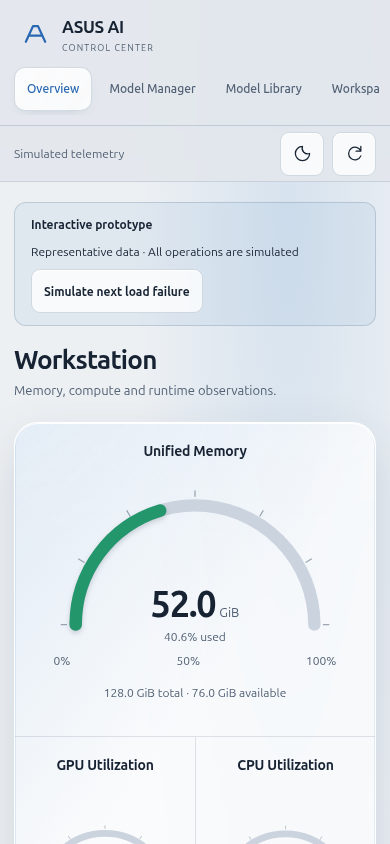 ASUS AI
CONTROL CENTER
Overview
Model Manager
Model Library
Workspa
Simulated telemetry
Interactive prototype
Representative data · All operations are simulated
Simulate next load failure
Workstation
Memory, compute and runtime observations.
Unified Memory
52.0 GiB
40.6% used
0%
50%
100%
128.0 GiB total · 76.0 GiB available
GPU Utilization
CPU Utilization